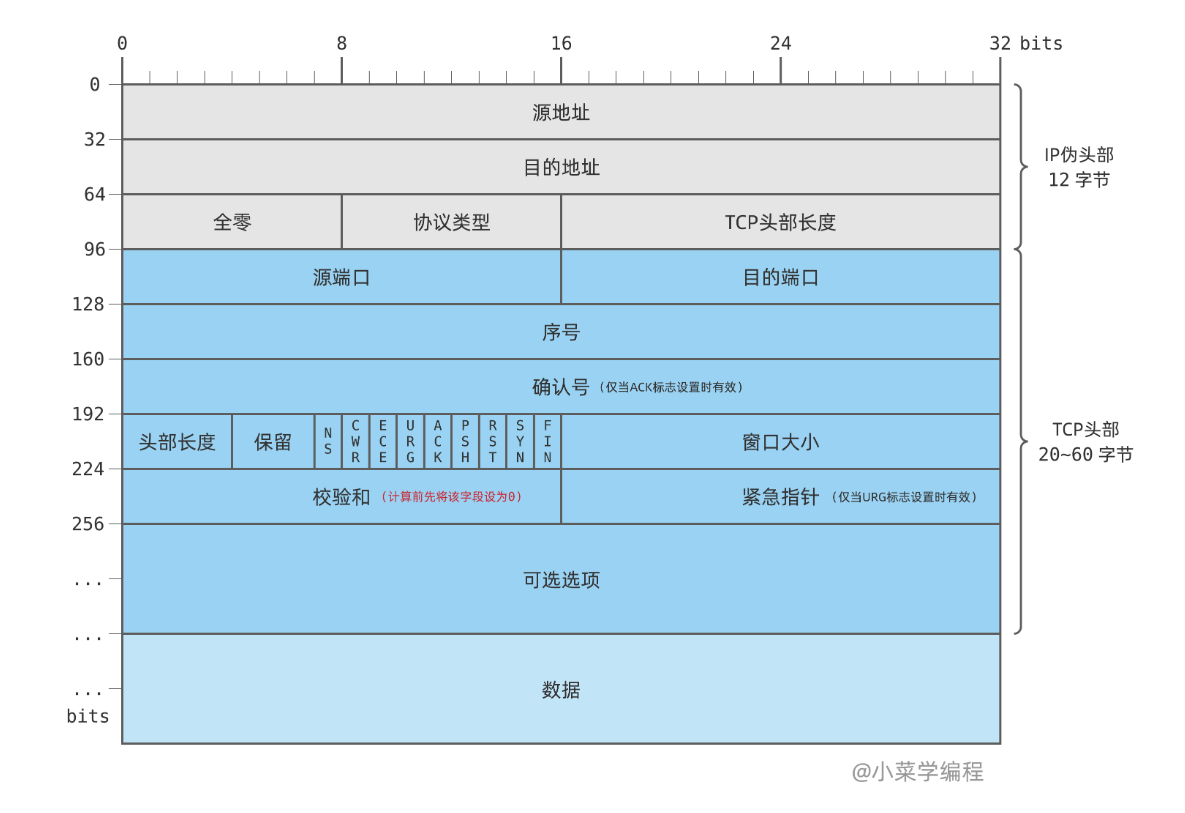 0 8 16 24 32 bits
0
源地址
32
目的地址
IP伪头部
12 字节
64
全零 协议类型 TCP头部长度
96
源端口 目的端口
128
序号
160
确认号 (仅当ACK标志设置时有效)
192
头部长度 保留 NS CWR ECE URG ACK PSH RST SYN FIN 窗口大小
TCP头部
20~60 字节
224
校验和 (计算前先将该字段设为0) 紧急指针 (仅当URG标志设置时有效)
256
可选选项
...
...
数据
...
bits
@小菜学编程